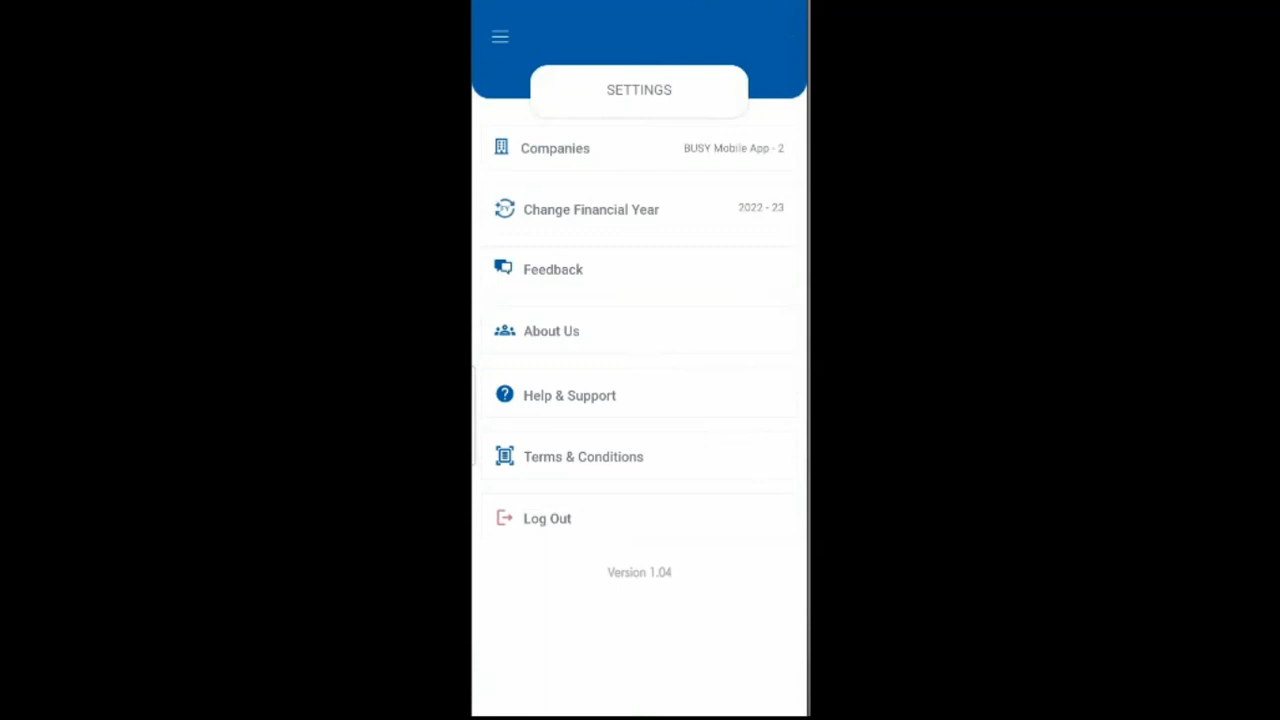 SETTINGS
Companies BUSY Mobile App - 2
Change Financial Year 2022 - 23
Feedback
About Us
Help & Support
Terms & Conditions
Log Out
Version 1.04